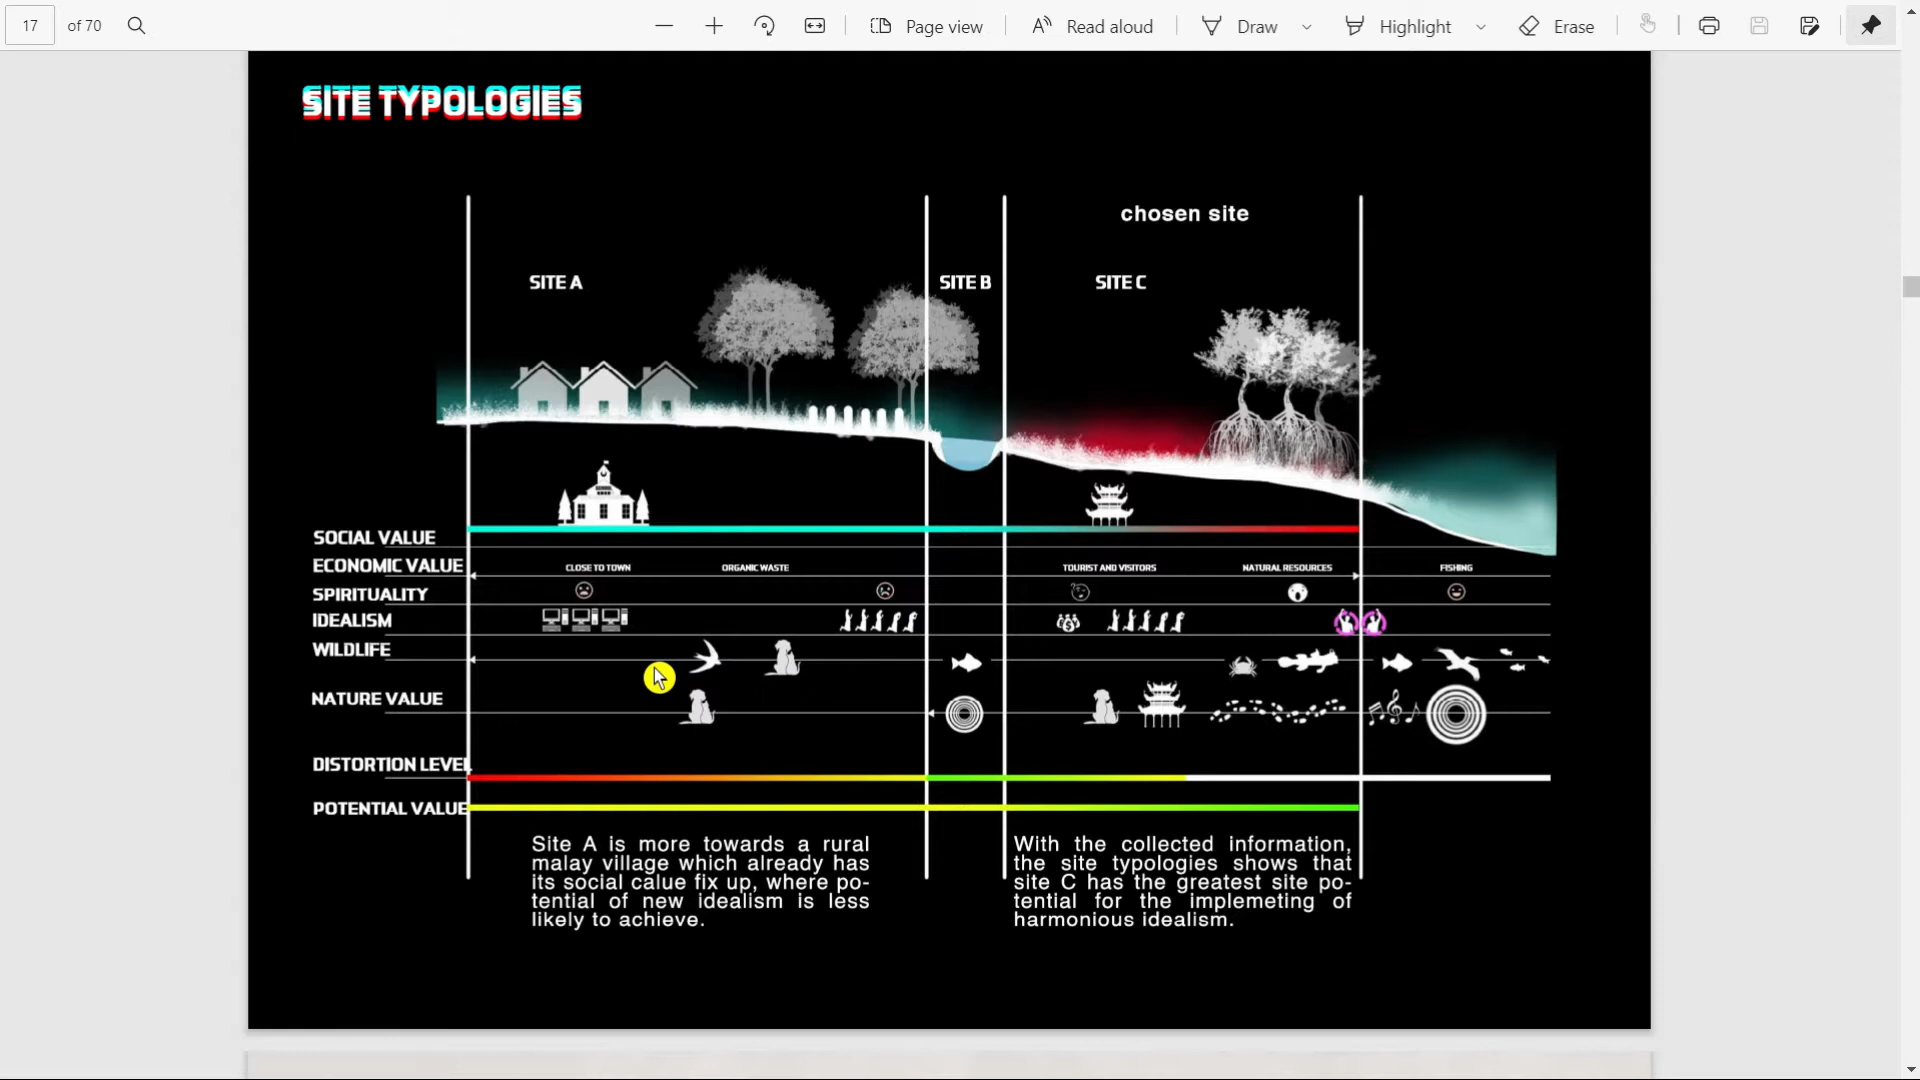 17 of 70 Page view Read aloud Draw Highlight Erase
SITE TYPOLOGIES
chosen site
SITE A SITE B SITE C
SOCIAL VALUE
ECONOMIC VALUE CLOSE TO TOWN ORGANIC WASTE TOURIST AND VISITORS NATURAL RESOURCES FISHING
SPIRITUALITY
IDEALISM
WILDLIFE
NATURE VALUE
DISTORTION LEVEL
POTENTIAL VALUE
Site A is more towards a rural
malay village which already has
its social calue fix up, where po-
tential of new idealism is less
likely to achieve.
With the collected information,
the site typologies shows that
site C has the greatest site po-
tential for the implemeting of
harmonious idealism.